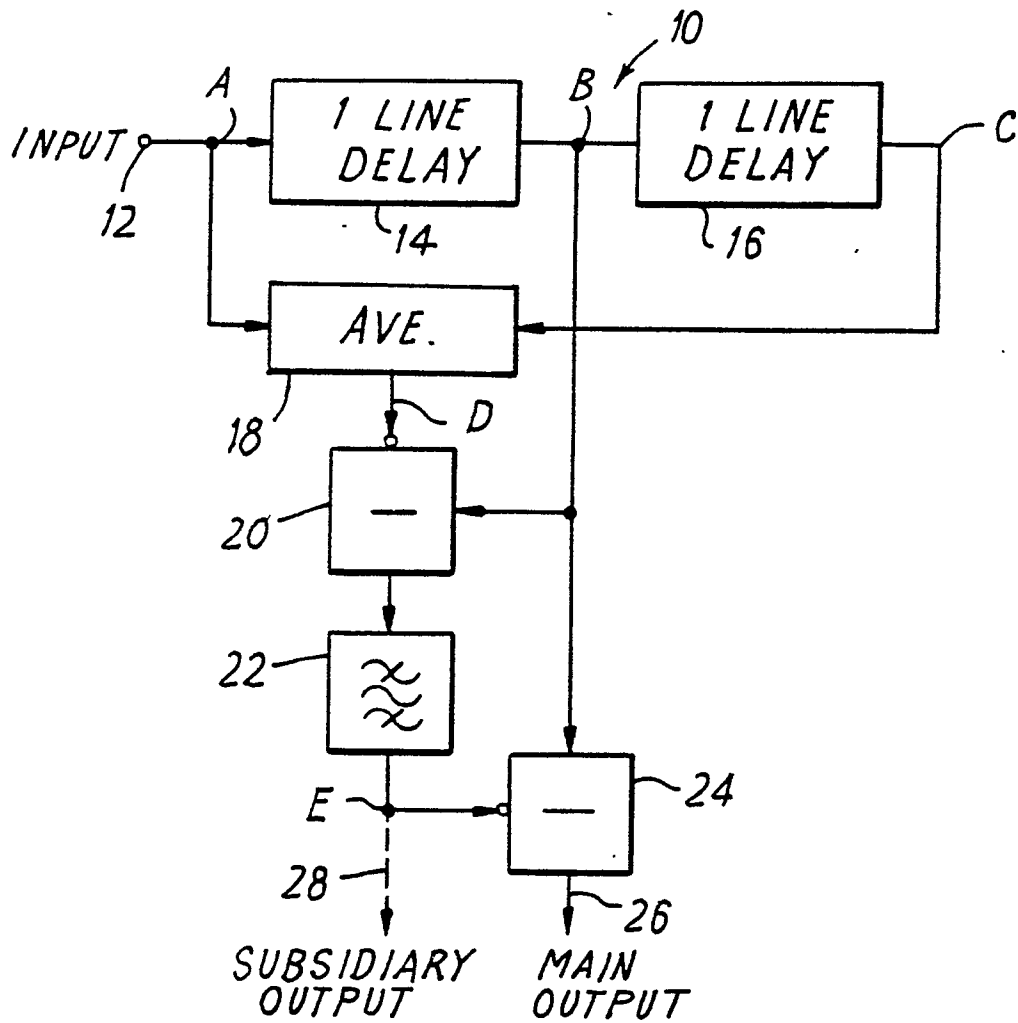 10
A
B
C
INPUT
1 LINE
DELAY
1 LINE
DELAY
12
14
16
AVE.
18
D
20
—
22
E
—
24
28
26
SUBSIDIARY
OUTPUT
MAIN
OUTPUT